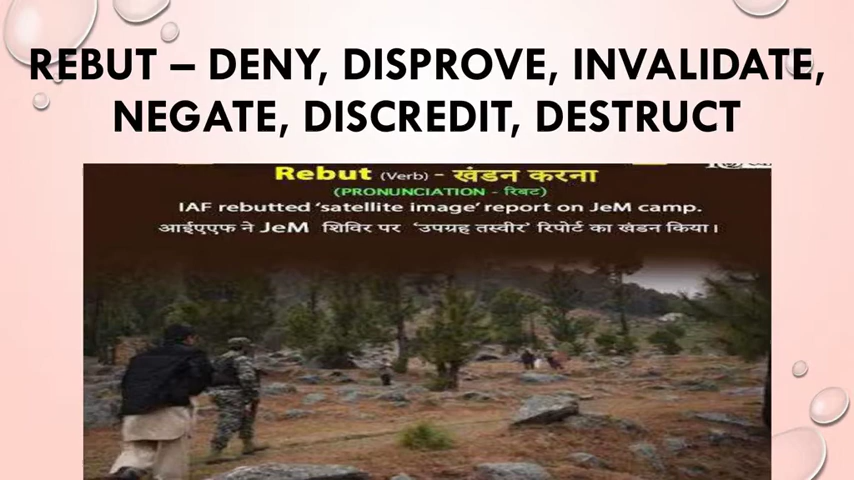 REBUT – DENY, DISPROVE, INVALIDATE,
NEGATE, DISCREDIT, DESTRUCT
Rebut (Verb) - खंडन करना
(PRONUNCIATION - रिबट)
IAF rebutted 'satellite image' report on JeM camp.
आईएएफ ने JeM शिविर पर 'उपग्रह तस्वीर' रिपोर्ट का खंडन किया।